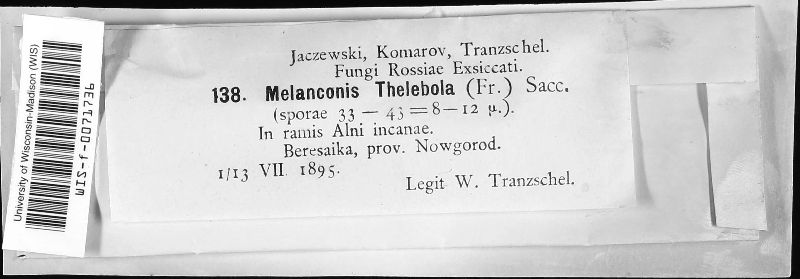 Jaczewski, Komarov, Tranzschel.
Fungi Rossiae Exsiccati.
138. Melanconis Thelebola (Fr.) Sacc.
(sporae 33 — 43 = 8 — 12 μ.).
In ramis Alni incanae.
Beresaika, prov. Nowgorod.
1/13 VII 1895.
Legit W. Tranzschel.
University of Wisconsin-Madison (WIS)
WIS-f-0071736